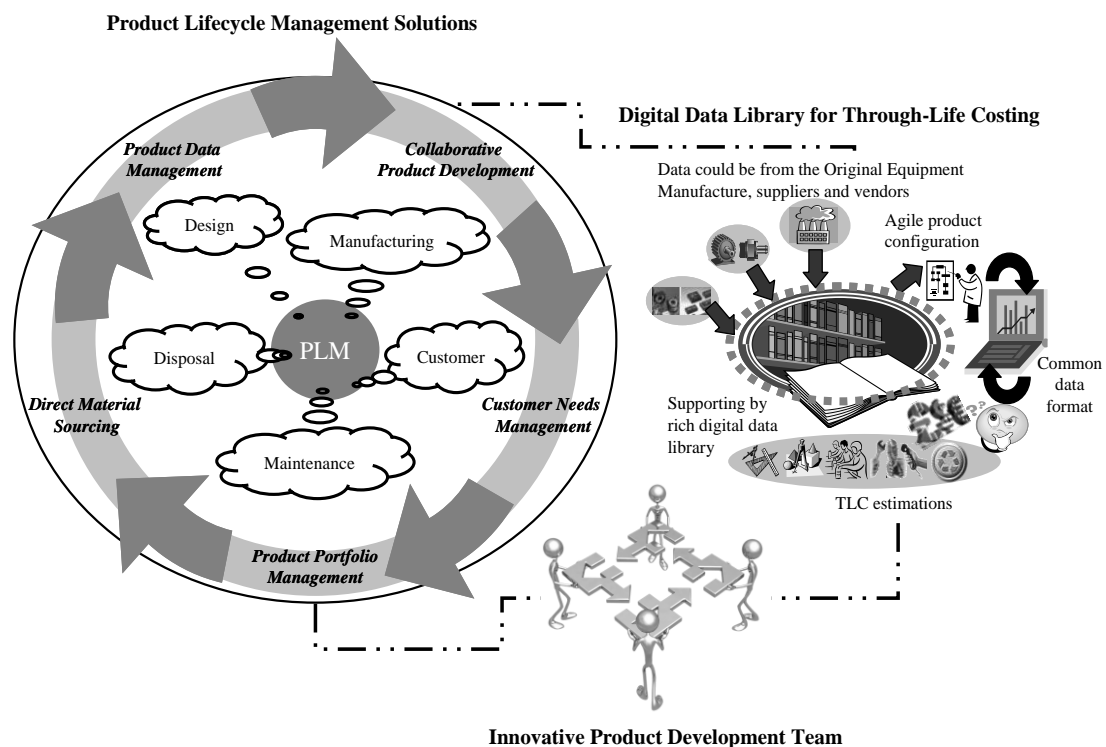 Product Lifecycle Management Solutions
Product Data
Management
Collaborative
Product Development
Design
Manufacturing
PLM
Disposal
Customer
Direct Material
Sourcing
Customer Needs
Management
Maintenance
Product Portfolio
Management
Digital Data Library for Through-Life Costing
Data could be from the Original Equipment
Manufacture, suppliers and vendors
Agile product
configuration
Common
data
format
Supporting by
rich digital data
library
??
TLC estimations
Innovative Product Development Team